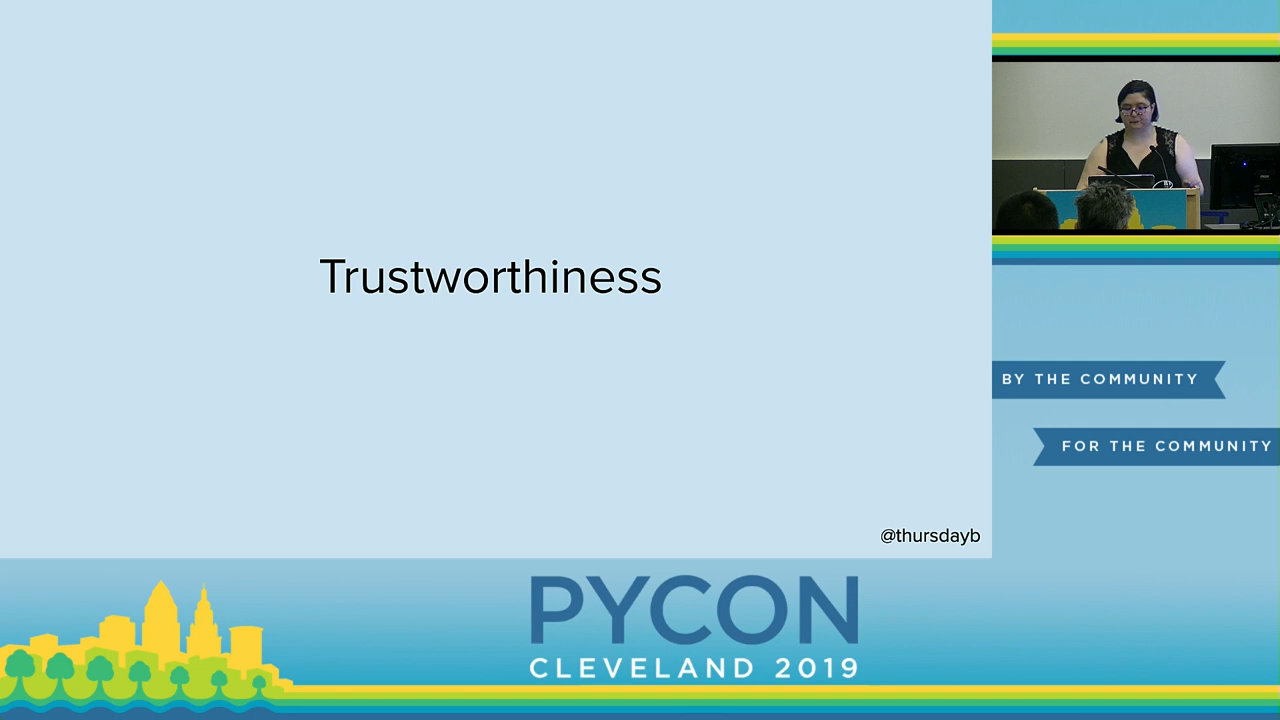 Trustworthiness
@thursdayb
BY THE COMMUNITY
FOR THE COMMUNITY
PYCON
CLEVELAND 2019